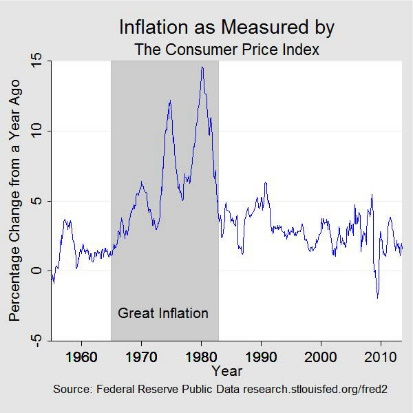 Inflation as Measured by
The Consumer Price Index
Percentage Change from a Year Ago
15
10
5
0
-5
Great Inflation
1960 1970 1980 1990 2000 2010
Year
Source: Federal Reserve Public Data research.stlouisfed.org/fred2